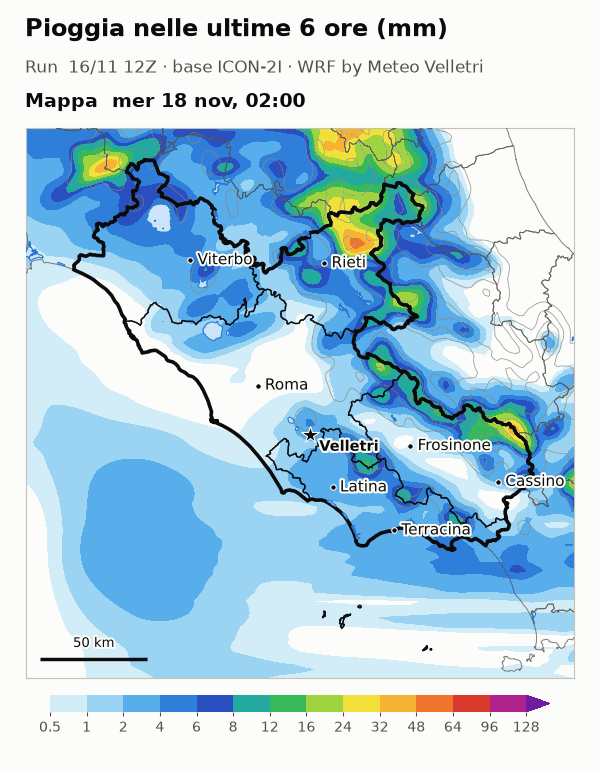 Pioggia nelle ultime 6 ore (mm)
Run  16/11 12Z · base ICON-2I · WRF by Meteo Velletri
Mappa  mer 18 nov, 02:00
Viterbo
Rieti
Roma
Velletri
Frosinone
Latina
Cassino
Terracina
50 km
0.5 1 2 4 6 8 12 16 24 32 48 64 96 128